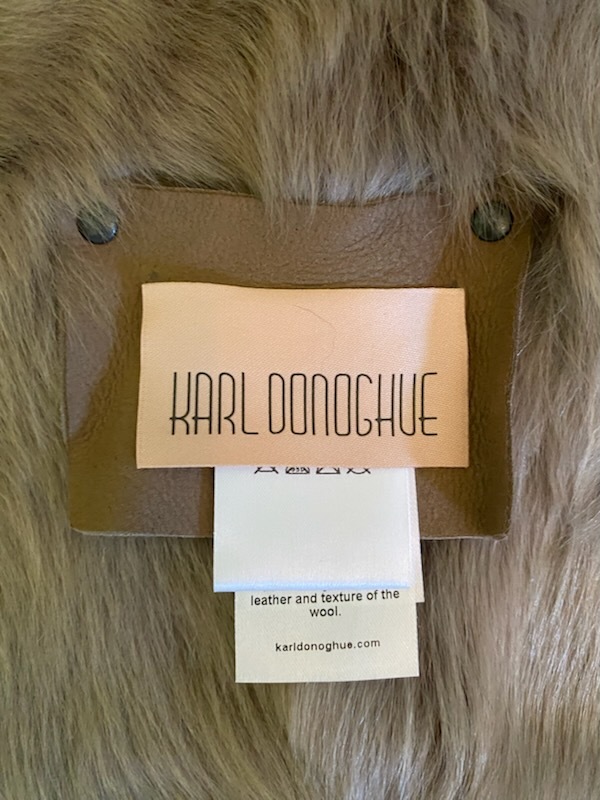 KARL DONOGHUE
leather and texture of the
wool.
karldonoghue.com